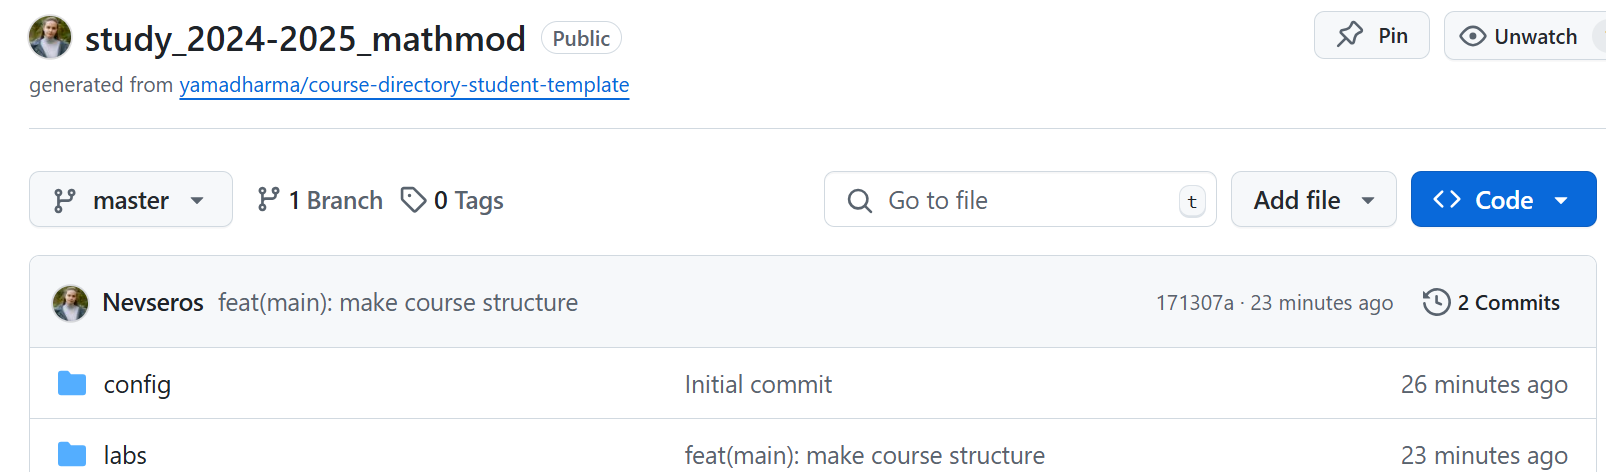 study_2024-2025_mathmod Public Pin Unwatch
generated from yamadharma/course-directory-student-template
master 1 Branch 0 Tags Go to file t Add file Code
Nevseros feat(main): make course structure 171307a · 23 minutes ago 2 Commits
config Initial commit 26 minutes ago
labs feat(main): make course structure 23 minutes ago